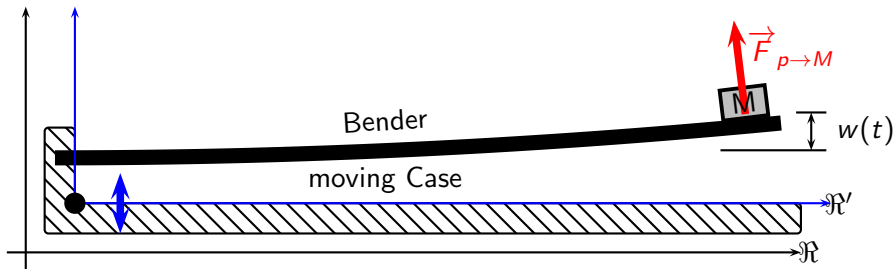 F⃗ p→M
M
Bender
w(t)
moving Case
ℜ′
ℜ